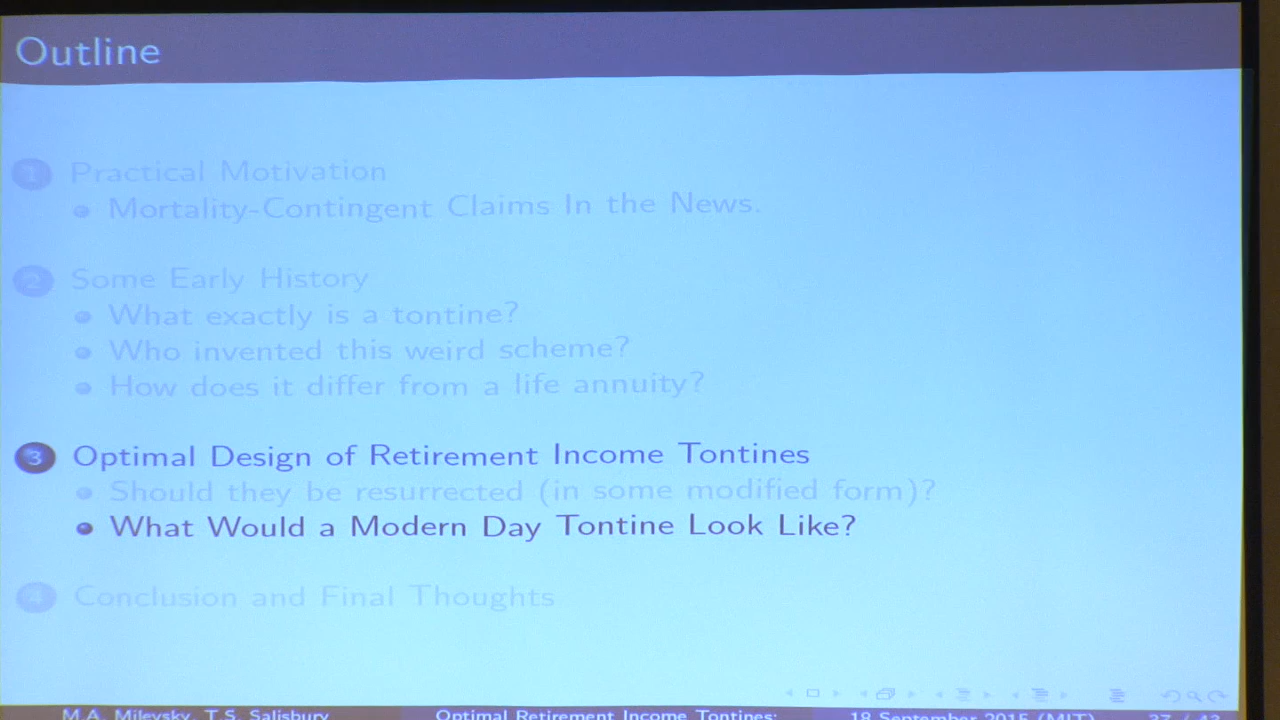 Outline
1 Practical Motivation
Mortality-Contingent Claims In the News.
2 Some Early History
What exactly is a tontine?
Who invented this weird scheme?
How does it differ from a life annuity?
3 Optimal Design of Retirement Income Tontines
Should they be resurrected (in some modified form)?
What Would a Modern Day Tontine Look Like?
4 Conclusion and Final Thoughts
M.A. Milevsky, T.S. Salisbury Optimal Retirement Income Tontines: 18 September 2015 (MIT)